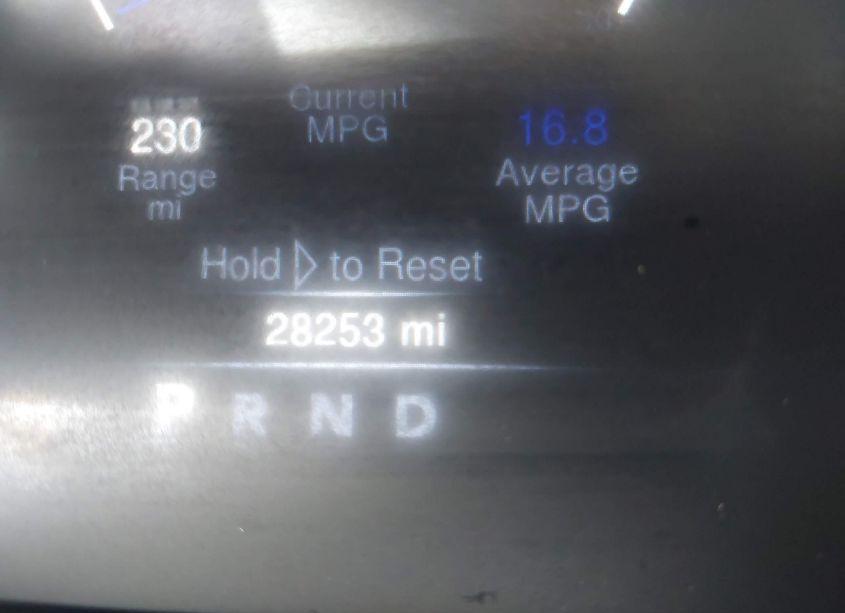 230
Range
mi
Current
MPG
16.8
Average
MPG
Hold ▷ to Reset
28253 mi
P R N D